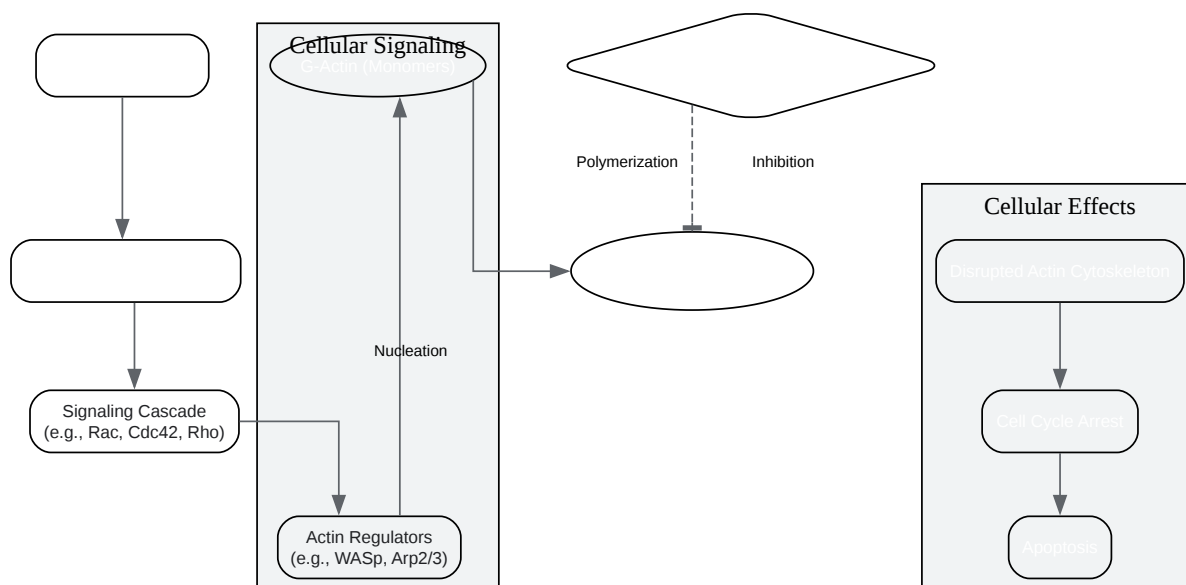 Cellular Signaling
G-Actin (Monomers)
Polymerization
Inhibition
Nucleation
Signaling Cascade
(e.g., Rac, Cdc42, Rho)
Actin Regulators
(e.g., WASp, Arp2/3)
Cellular Effects
Disrupted Actin Cytoskeleton
Cell Cycle Arrest
Apoptosis